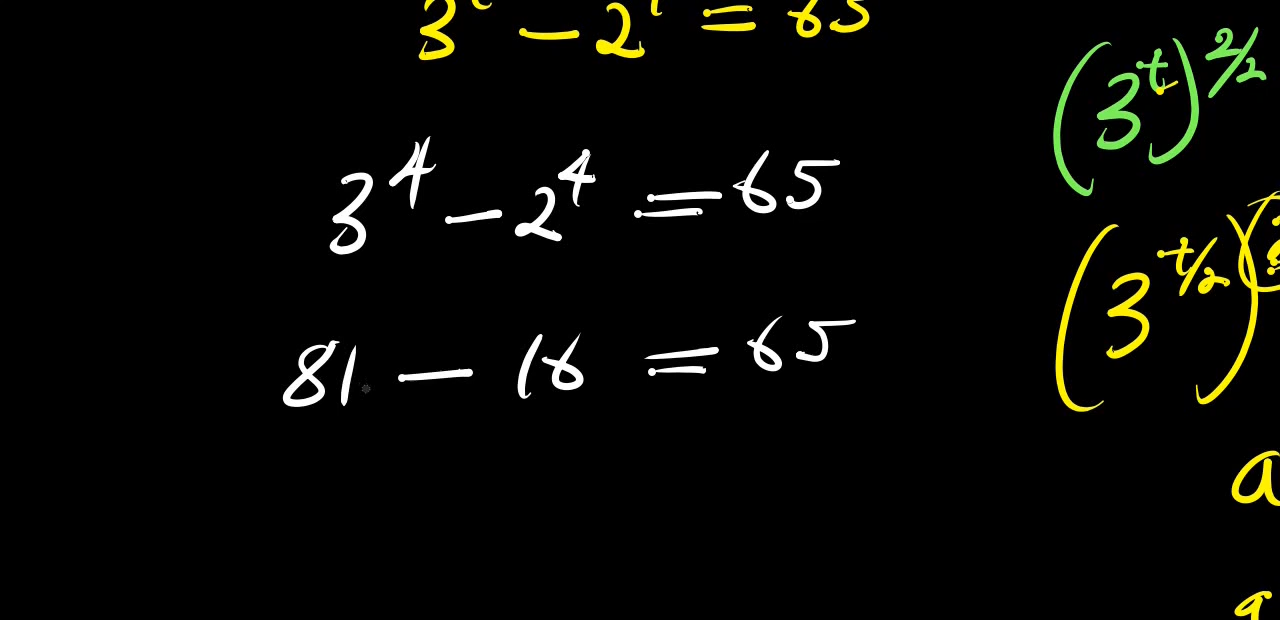 3^t - 2^t = 65
3^4 - 2^4 = 65
81 - 16 = 65
(3^t)^2/2
(3^t/2)
a